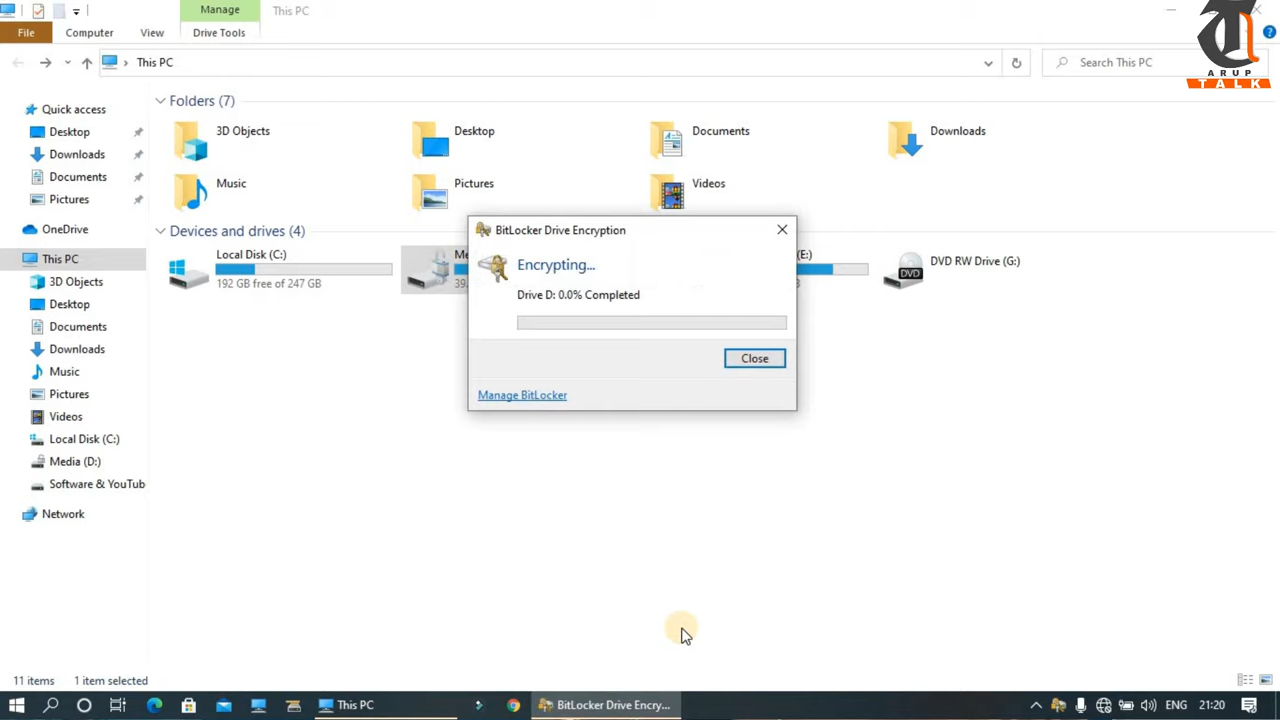 Manage
This PC
File
Computer
View
Drive Tools
This PC
Search This PC
ARUP
TALK
Quick access
Desktop
Downloads
Documents
Pictures
OneDrive
This PC
3D Objects
Desktop
Documents
Downloads
Music
Pictures
Videos
Local Disk (C:)
Media (D:)
Software & YouTub
Network
Folders (7)
3D Objects
Desktop
Documents
Downloads
Music
Pictures
Videos
Devices and drives (4)
Local Disk (C:)
192 GB free of 247 GB
(E:)
DVD RW Drive (G:)
DVD
BitLocker Drive Encryption
Encrypting...
Drive D: 0.0% Completed
Close
Manage BitLocker
11 items
1 item selected
This PC
BitLocker Drive Encry...
ENG
21:20